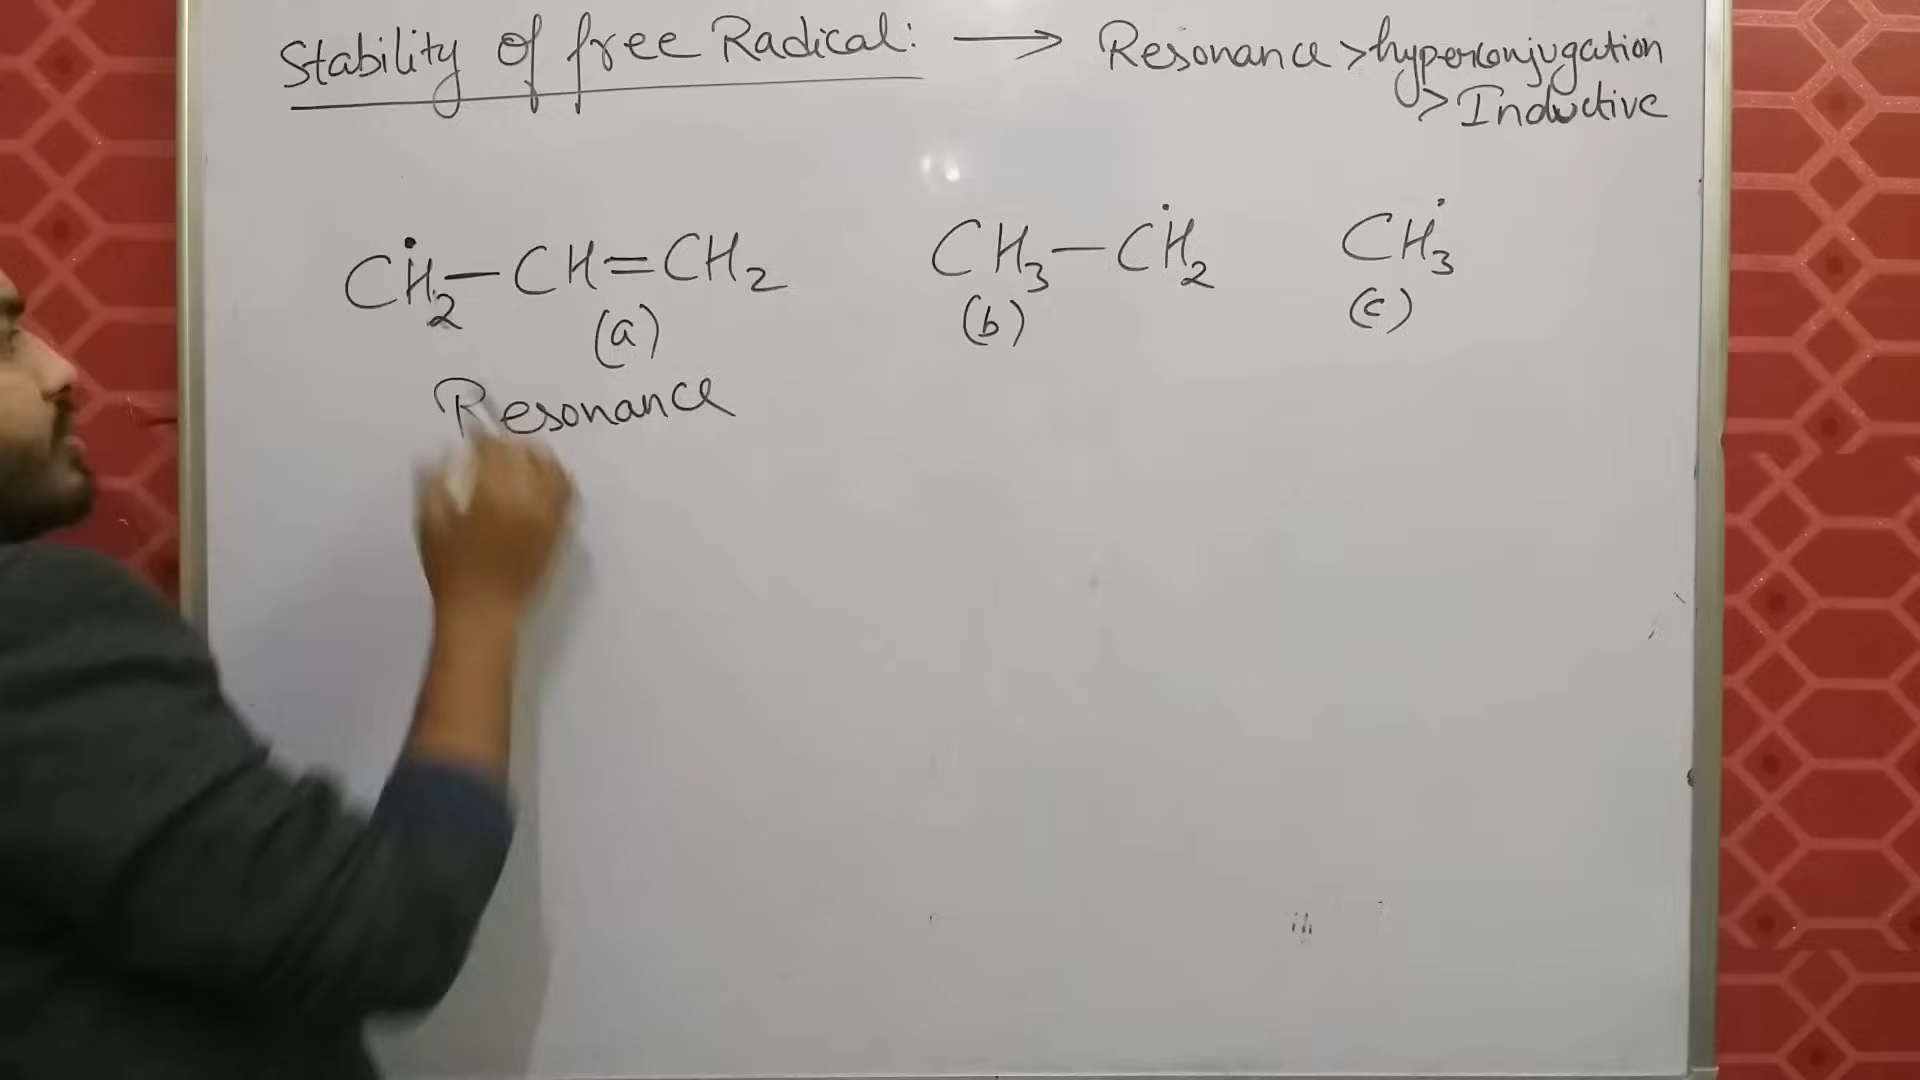 Stability of free Radical: → Resonance > hyperconjugation
> Inductive
ĊH₂—CH=CH₂ CH₃—ĊH₂ ĊH₃
(a) (b) (c)
Resonance